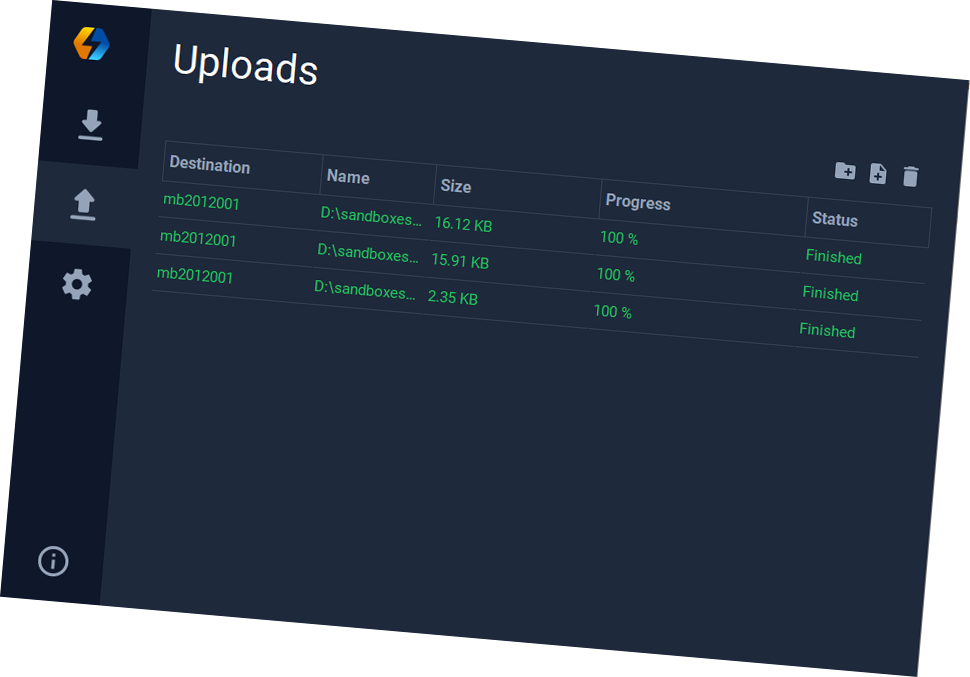 Uploads
Destination Name Size Progress Status
mb2012001 D:\sandboxes... 16.12 KB 100 % Finished
mb2012001 D:\sandboxes... 15.91 KB 100 % Finished
mb2012001 D:\sandboxes... 2.35 KB 100 % Finished